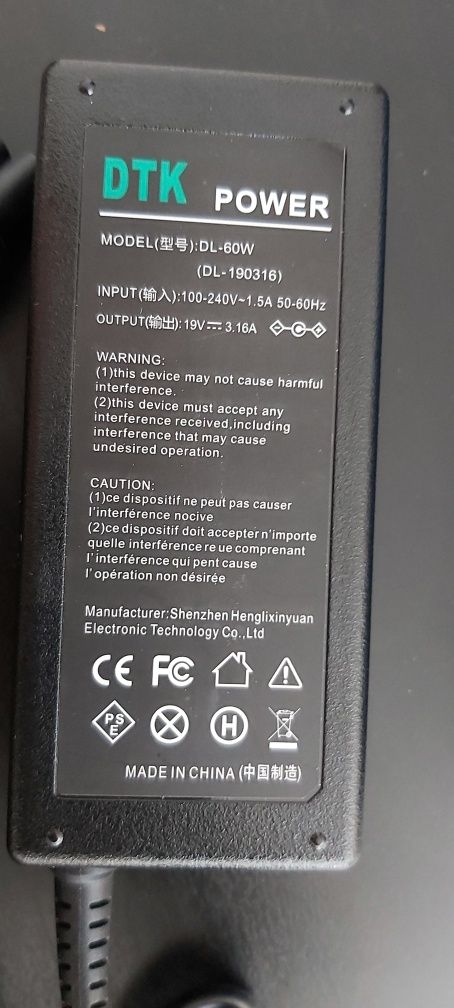 DTK POWER
MODEL(型号):DL-60W
(DL-190316)
INPUT(输入):100-240V~1.5A 50-60Hz
OUTPUT(输出):19V⎓3.16A
WARNING:
(1)this device may not cause harmful
interference.
(2)this device must accept any
interference received,including
interference that may cause
undesired operation.
CAUTION:
(1)ce dispositif ne peut pas causer
l'interférence nocive
(2)ce dispositif doit accepter n'importe
quelle interférence re ue comprenant
l'interférence qui pent cause
l'opération non désirée
Manufacturer:Shenzhen Henglixinyuan
Electronic Technology Co.,Ltd
CE FC
PSE H
MADE IN CHINA (中国制造)